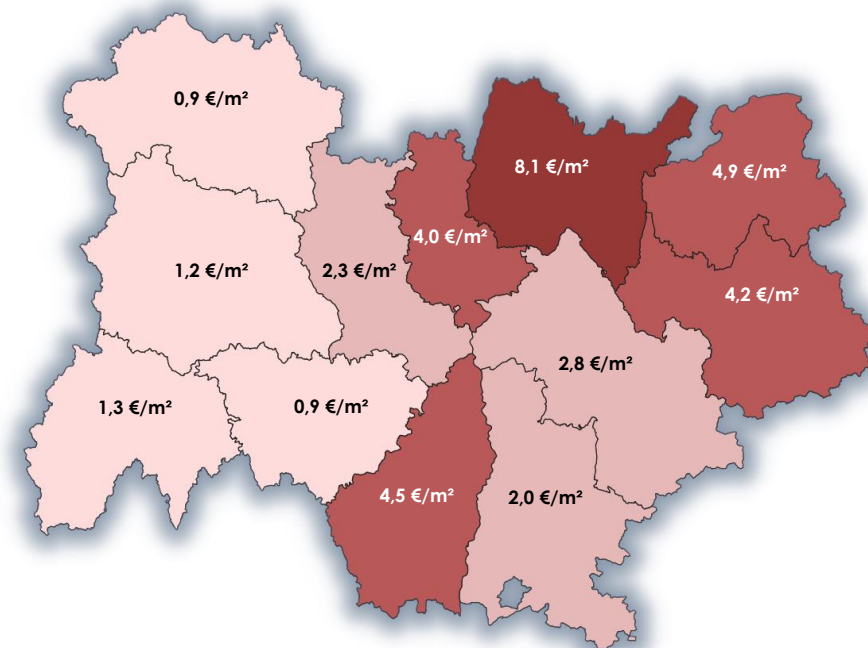 0,9 €/m²
8,1 €/m²
4,9 €/m²
4,0 €/m²
1,2 €/m²
2,3 €/m²
4,2 €/m²
2,8 €/m²
1,3 €/m²
0,9 €/m²
4,5 €/m²
2,0 €/m²